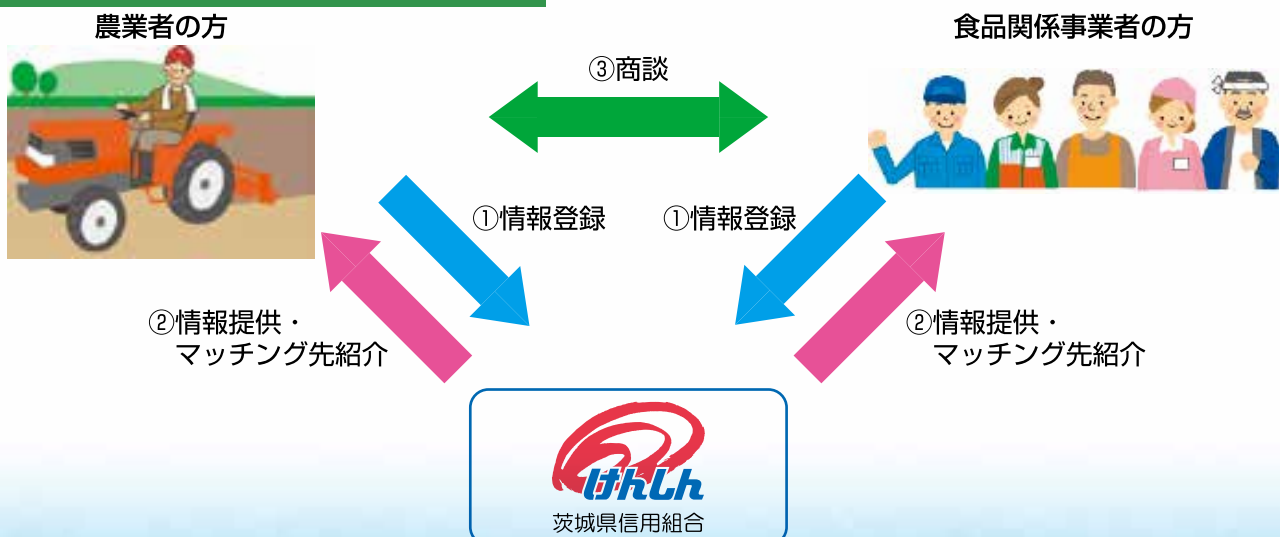 農業者の方
食品関係事業者の方
③商談
①情報登録
①情報登録
②情報提供・
マッチング先紹介
②情報提供・
マッチング先紹介
けんしん
茨城県信用組合